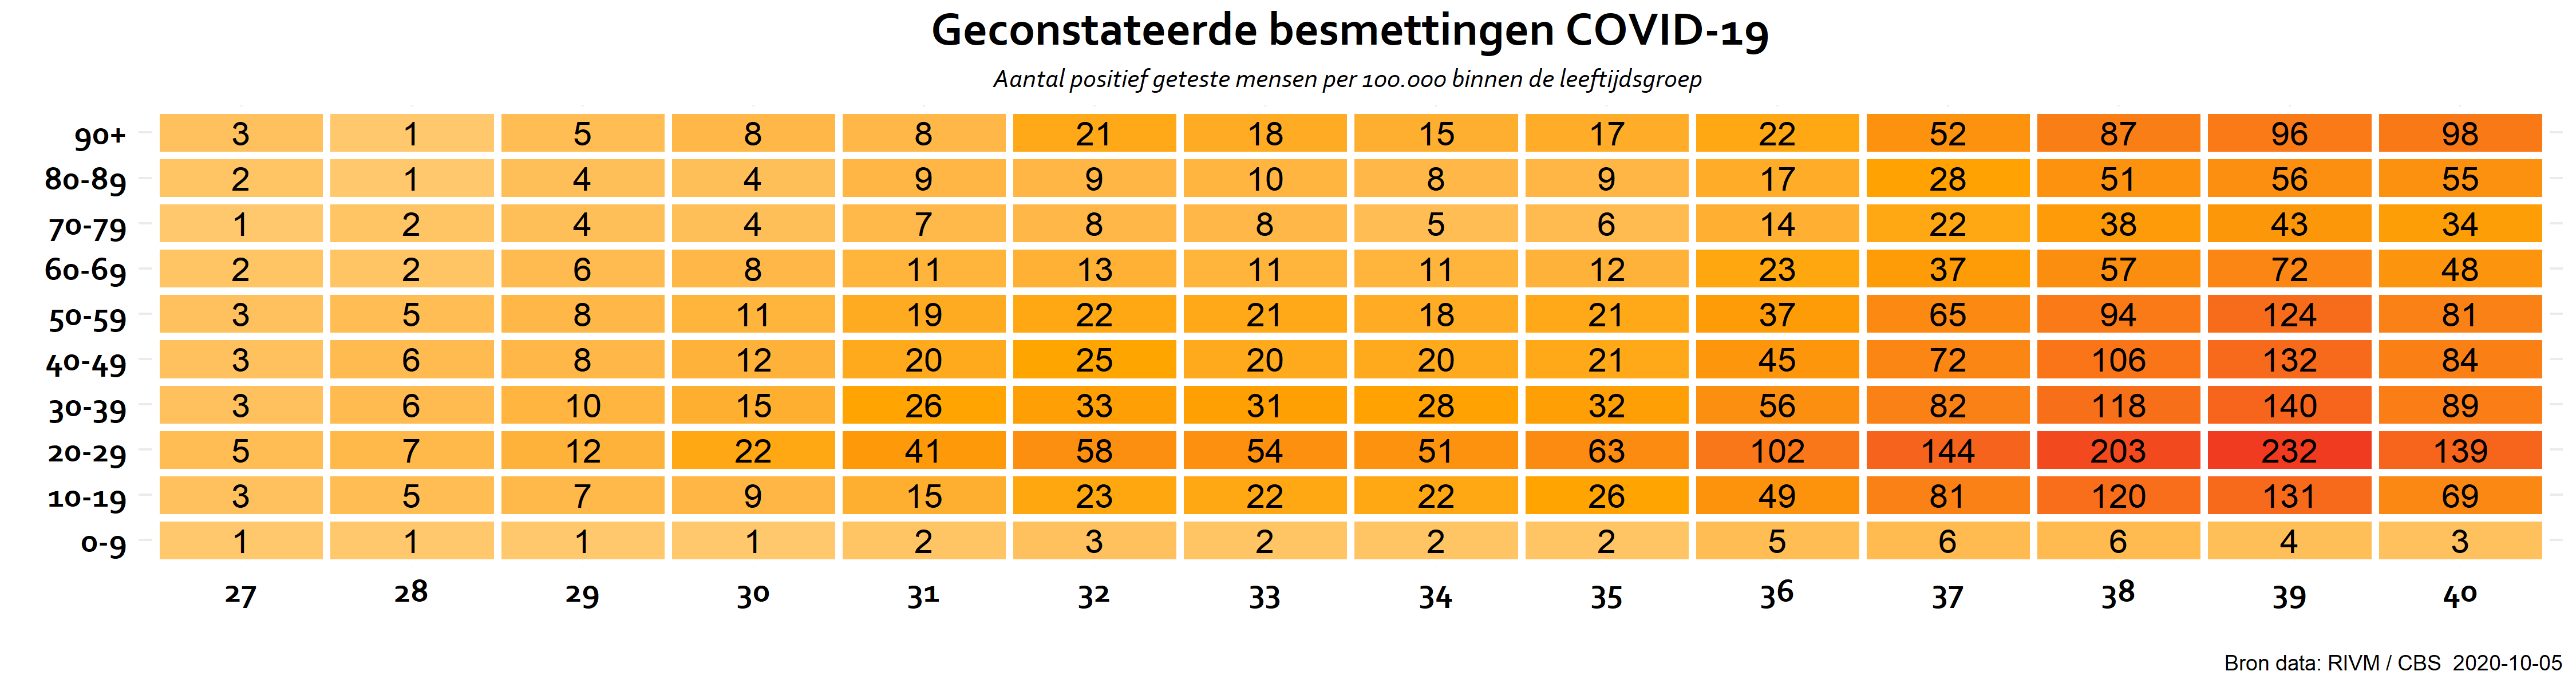 Geconstateerde besmettingen COVID-19
Aantal positief geteste mensen per 100.000 binnen de leeftijdsgroep
90+ 3 1 5 8 8 21 18 15 17 22 52 87 96 98
80-89 2 1 4 4 9 9 10 8 9 17 28 51 56 55
70-79 1 2 4 4 7 8 8 5 6 14 22 38 43 34
60-69 2 2 6 8 11 13 11 11 12 23 37 57 72 48
50-59 3 5 8 11 19 22 21 18 21 37 65 94 124 81
40-49 3 6 8 12 20 25 20 20 21 45 72 106 132 84
30-39 3 6 10 15 26 33 31 28 32 56 82 118 140 89
20-29 5 7 12 22 41 58 54 51 63 102 144 203 232 139
10-19 3 5 7 9 15 23 22 22 26 49 81 120 131 69
0-9 1 1 1 1 2 3 2 2 2 5 6 6 4 3
27 28 29 30 31 32 33 34 35 36 37 38 39 40
Bron data: RIVM / CBS  2020-10-05